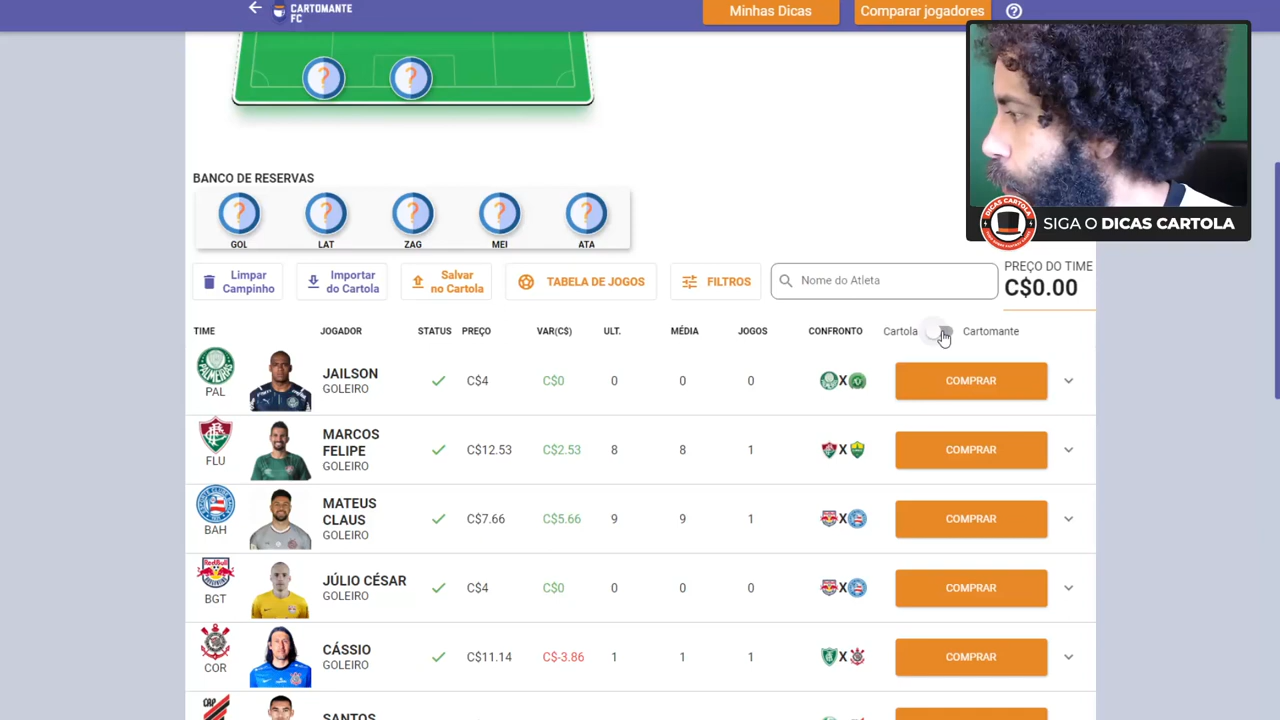 CARTOMANTE
FC
Minhas Dicas
Comparar jogadores
?
? ?
BANCO DE RESERVAS
? ? ? ? ?
GOL LAT ZAG MEI ATA
SIGA O DICAS CARTOLA
Limpar
Campinho
Importar
do Cartola
Salvar
no Cartola
TABELA DE JOGOS
FILTROS
Nome do Atleta
PREÇO DO TIME
C$0.00
TIME JOGADOR STATUS PREÇO VAR(C$) ULT. MÉDIA JOGOS CONFRONTO Cartola Cartomante
PAL
JAILSON
GOLEIRO
C$4 C$0 0 0 0 X COMPRAR
FLU
MARCOS
FELIPE
GOLEIRO
C$12.53 C$2.53 8 8 1 X COMPRAR
BAH
MATEUS
CLAUS
GOLEIRO
C$7.66 C$5.66 9 9 1 X COMPRAR
BGT
JÚLIO CÉSAR
GOLEIRO
C$4 C$0 0 0 0 X COMPRAR
COR
CÁSSIO
GOLEIRO
C$11.14 C$-3.86 1 1 1 X COMPRAR
CAP
SANTOS